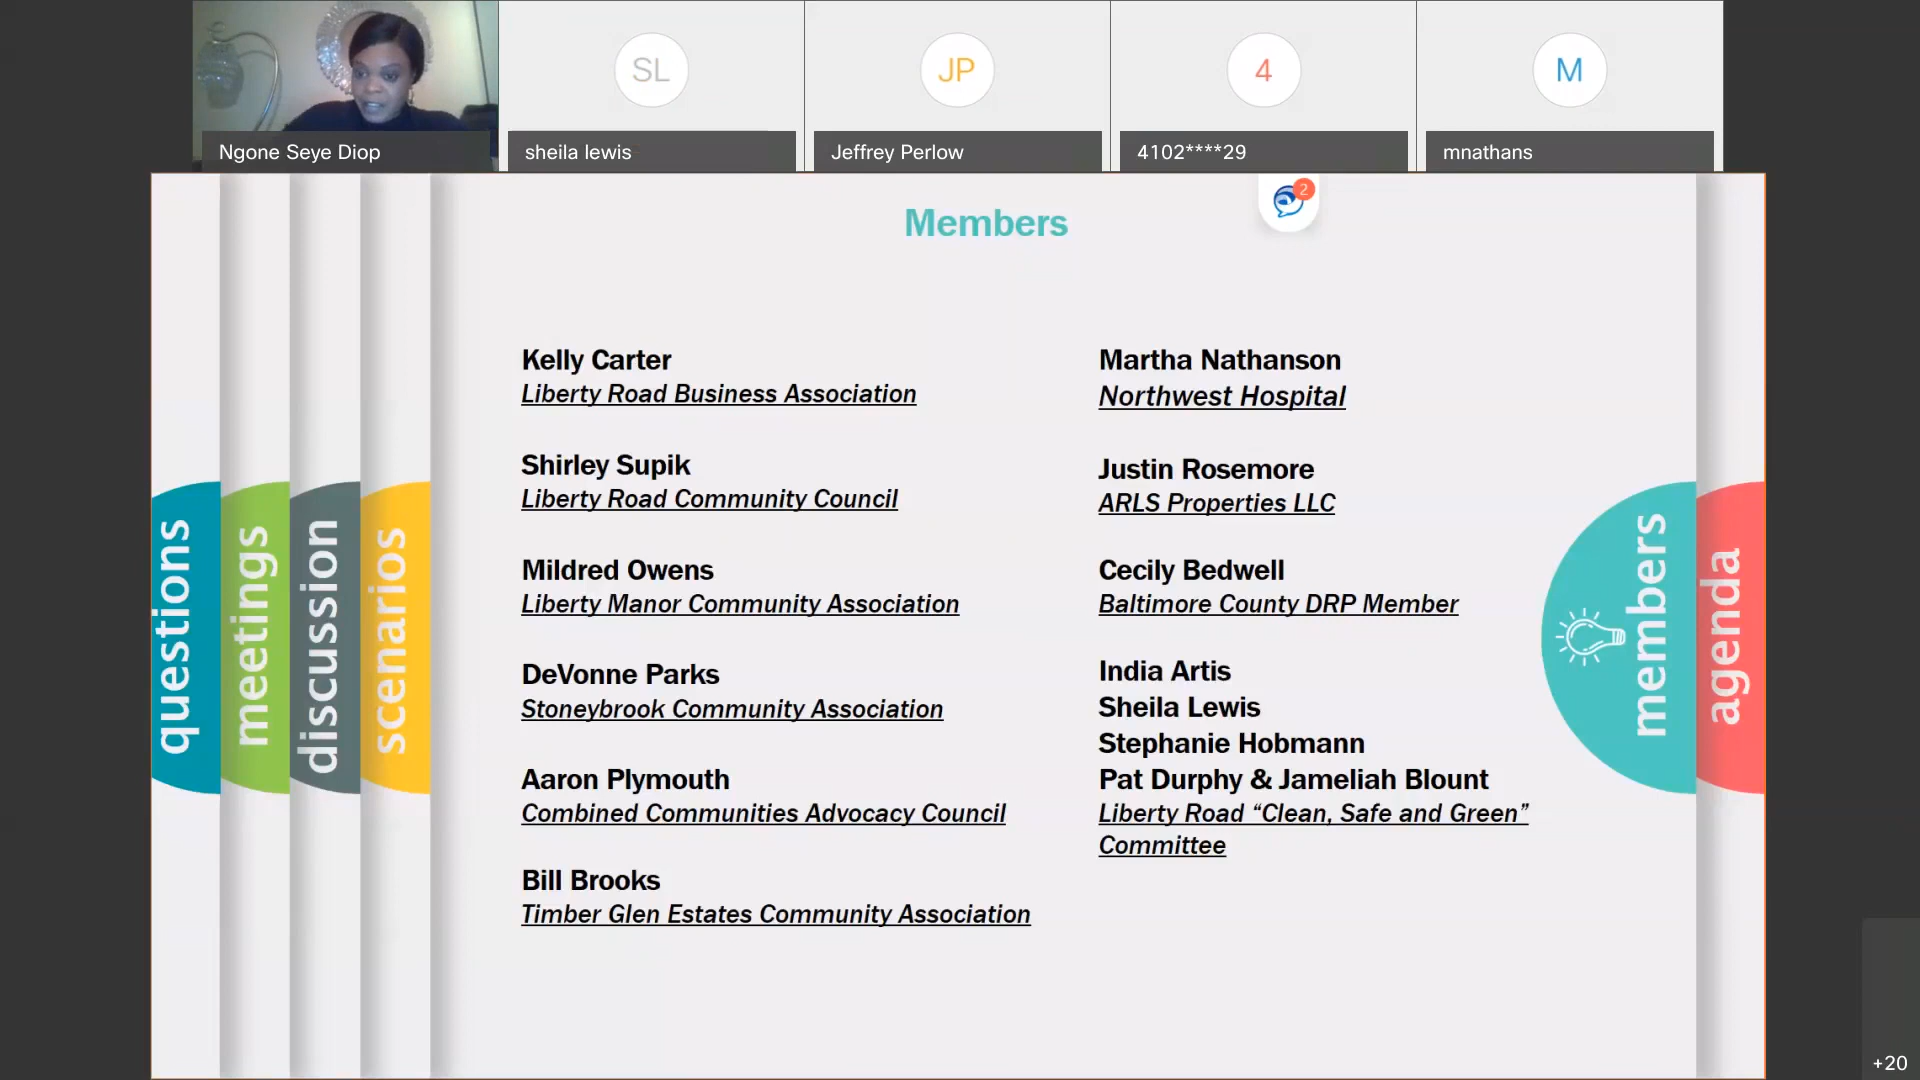 SL
JP
4
M
Ngone Seye Diop
sheila lewis
Jeffrey Perlow
4102****29
mnathans
2
Members
Kelly Carter
Liberty Road Business Association
Shirley Supik
Liberty Road Community Council
Mildred Owens
Liberty Manor Community Association
DeVonne Parks
Stoneybrook Community Association
Aaron Plymouth
Combined Communities Advocacy Council
Bill Brooks
Timber Glen Estates Community Association
Martha Nathanson
Northwest Hospital
Justin Rosemore
ARLS Properties LLC
Cecily Bedwell
Baltimore County DRP Member
India Artis
Sheila Lewis
Stephanie Hobmann
Pat Durphy & Jameliah Blount
Liberty Road “Clean, Safe and Green”
Committee
questions
meetings
discussion
scenarios
members
agenda
+20